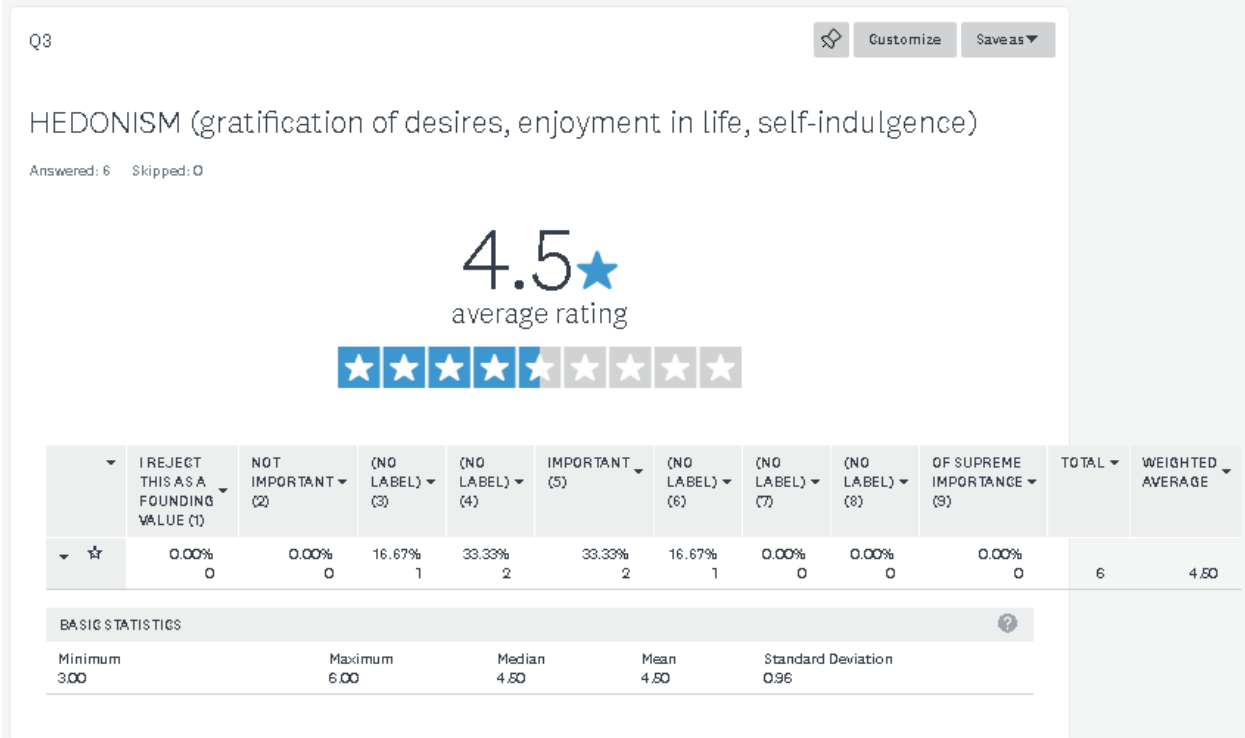 Q3
Customize
Save as
HEDONISM (gratification of desires, enjoyment in life, self-indulgence)
Answered: 6 Skipped: 0
4.5
average rating
I REJECT THIS AS A FOUNDING VALUE (1)
NOT IMPORTANT (2)
(NO LABEL) (3)
(NO LABEL) (4)
IMPORTANT (5)
(NO LABEL) (6)
(NO LABEL) (7)
(NO LABEL) (8)
OF SUPREME IMPORTANCE (9)
TOTAL
WEIGHTED AVERAGE
0.00% 0.00% 16.67% 33.33% 33.33% 16.67% 0.00% 0.00% 0.00%
0 0 1 2 2 1 0 0 0 6 4.50
BASIC STATISTICS
Minimum Maximum Median Mean Standard Deviation
3.00 6.00 4.50 4.50 0.96